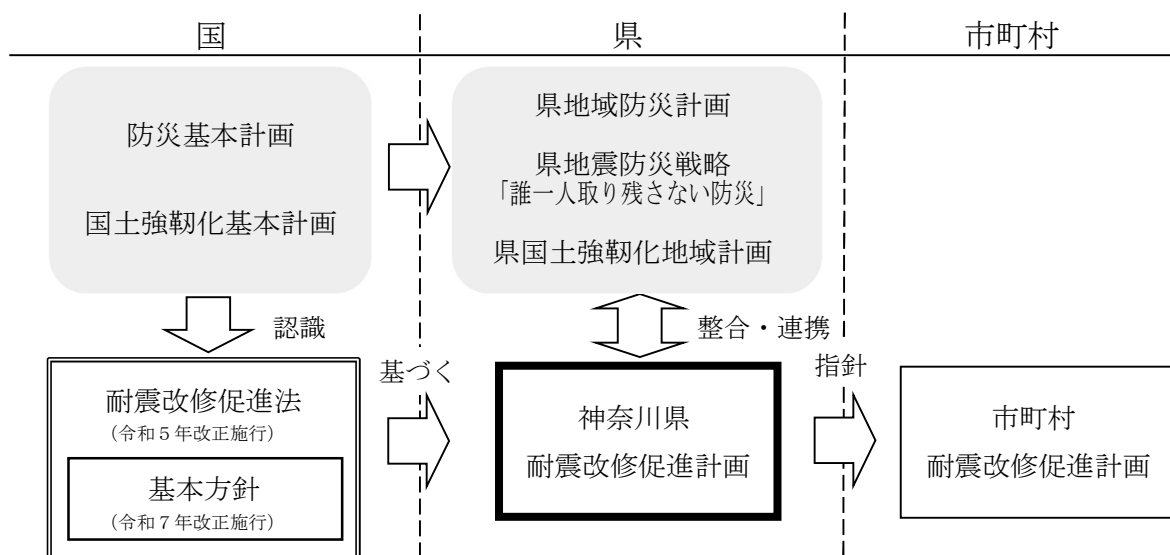 国
県
市町村
防災基本計画
国土強靭化基本計画
県地域防災計画
県地震防災戦略
「誰一人取り残さない防災」
県国土強靭化地域計画
認識
整合・連携
基づく
指針
耐震改修促進法
(令和5年改正施行)
基本方針
(令和7年改正施行)
神奈川県
耐震改修促進計画
市町村
耐震改修促進計画